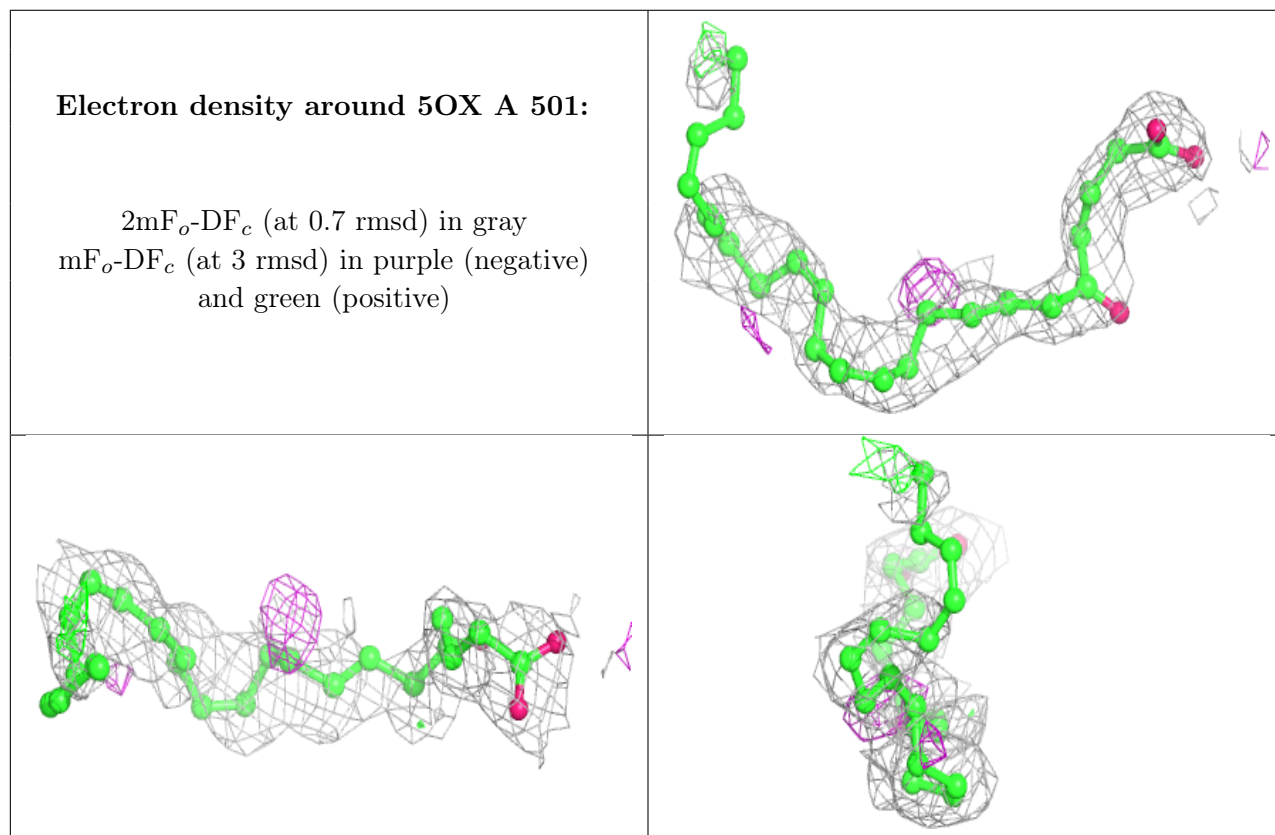 Electron density around 5OX A 501:
2mFₒ-DF𝒸 (at 0.7 rmsd) in gray
mFₒ-DF𝒸 (at 3 rmsd) in purple (negative)
and green (positive)